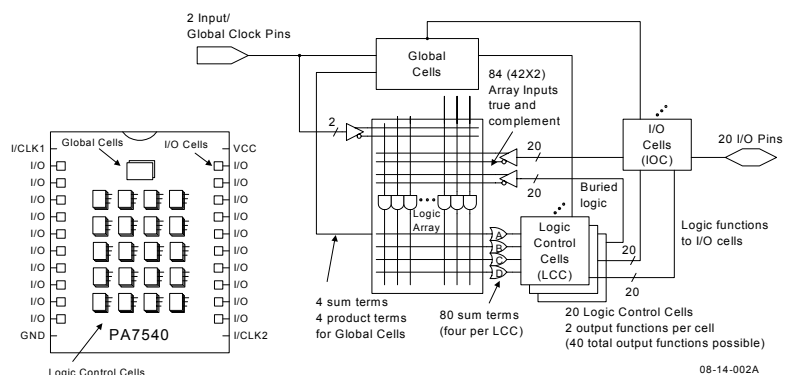 2 Input/
Global Clock Pins
Global
Cells
84 (42X2)
Array Inputs
true and
complement
2
20
20
I/O
Cells
(IOC)
20 I/O Pins
Buried
logic
Logic
Array
A
B
C
D
Logic
Control
Cells
(LCC)
20
20
Logic functions
to I/O cells
4 sum terms
4 product terms
for Global Cells
80 sum terms
(four per LCC)
20 Logic Control Cells
2 output functions per cell
(40 total output functions possible)
08-14-002A
Global Cells
I/O Cells
I/CLK1
I/O
I/O
I/O
I/O
I/O
I/O
I/O
I/O
I/O
I/O
GND
VCC
I/O
I/O
I/O
I/O
I/O
I/O
I/O
I/O
I/O
I/O
I/CLK2
PA7540
Logic Control Cells